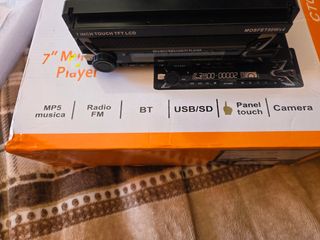 7 INCH TOUCH TFT LCD
MOSFET50Wx4
7" M
Player
MP5
musica
Radio
FM
BT
USB/SD
Panel
touch
Camera